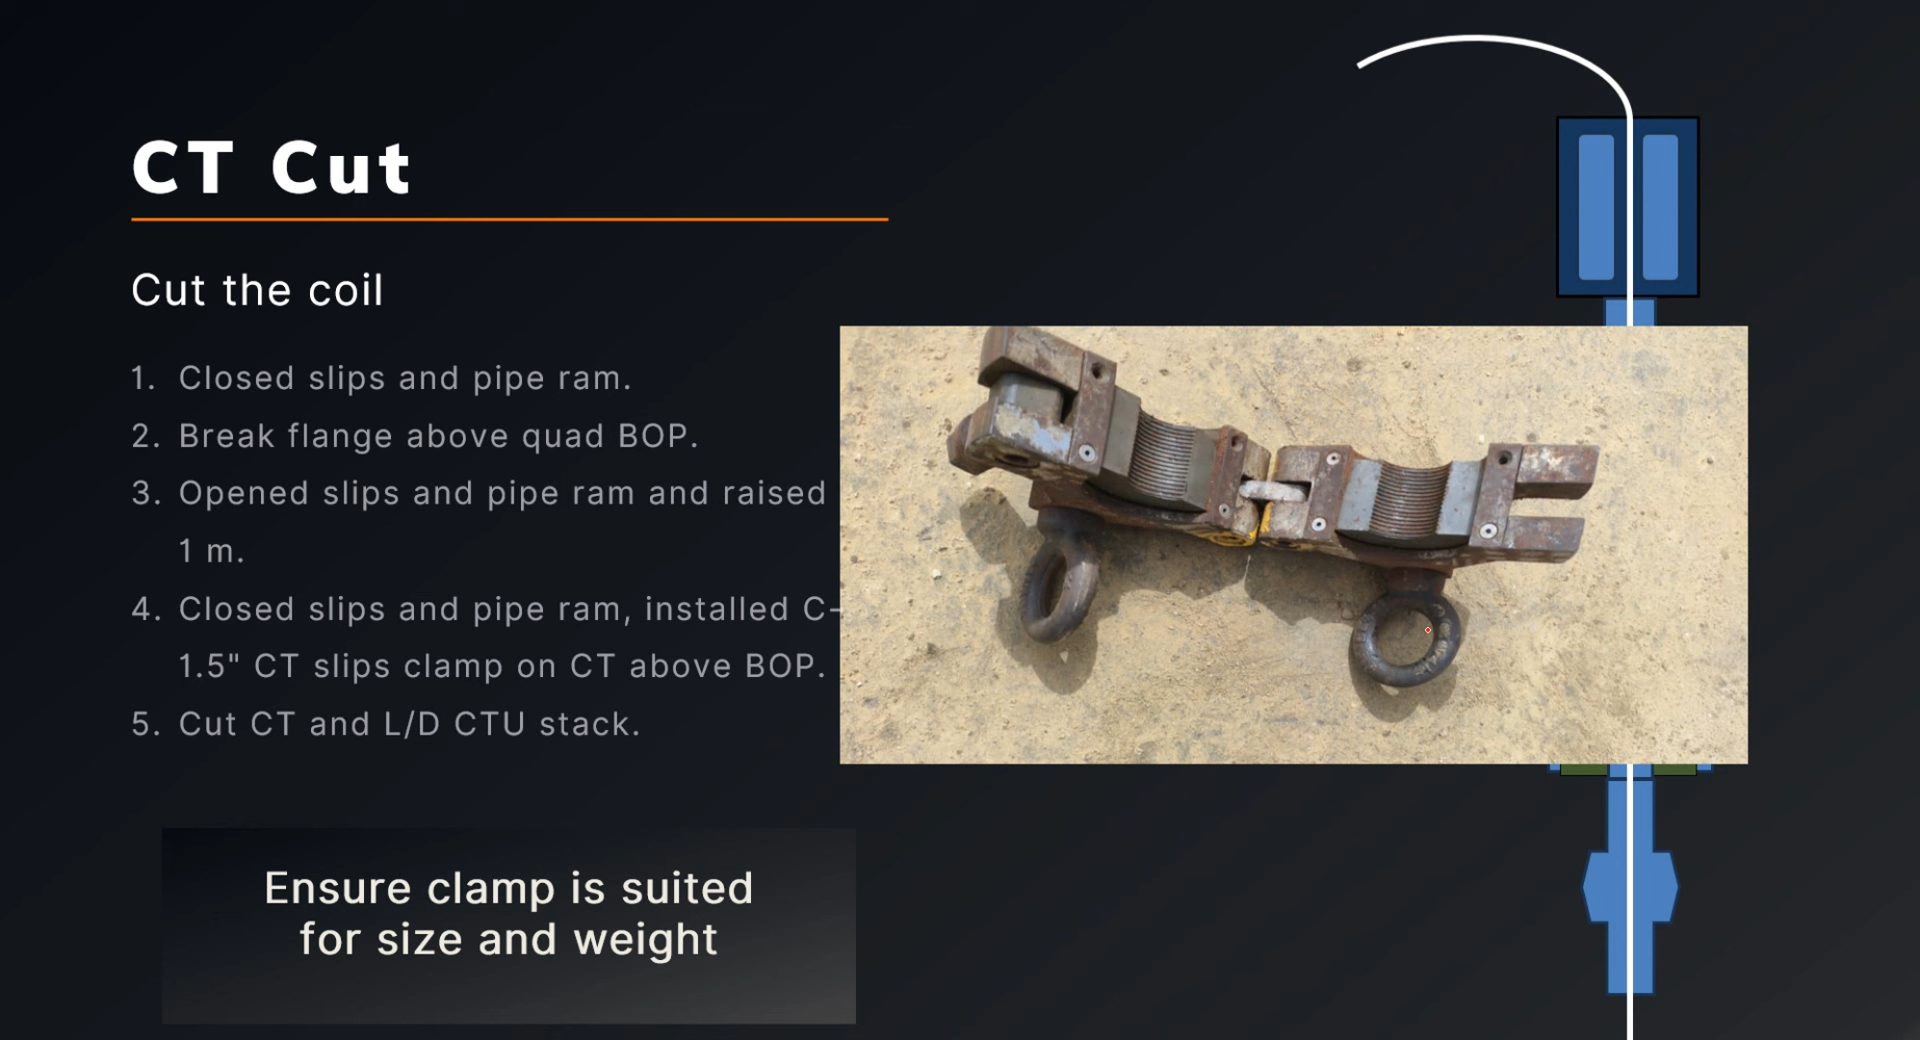 CT Cut
Cut the coil
1. Closed slips and pipe ram.
2. Break flange above quad BOP.
3. Opened slips and pipe ram and raised
1 m.
4. Closed slips and pipe ram, installed C-
1.5" CT slips clamp on CT above BOP.
5. Cut CT and L/D CTU stack.
Ensure clamp is suited
for size and weight